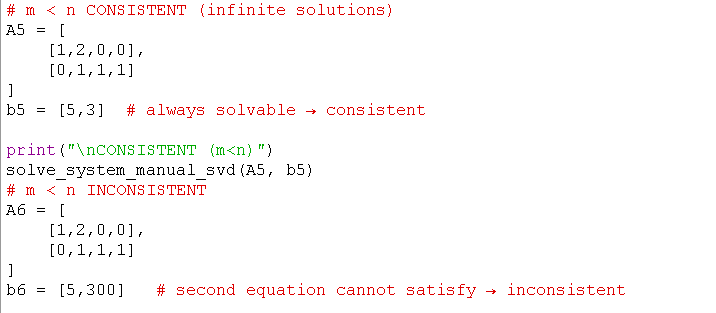 # m < n CONSISTENT (infinite solutions)
A5 = [
    [1,2,0,0],
    [0,1,1,1]
]
b5 = [5,3]  # always solvable → consistent

print("\nCONSISTENT (m<n)")
solve_system_manual_svd(A5, b5)
# m < n INCONSISTENT
A6 = [
    [1,2,0,0],
    [0,1,1,1]
]
b6 = [5,300]   # second equation cannot satisfy → inconsistent